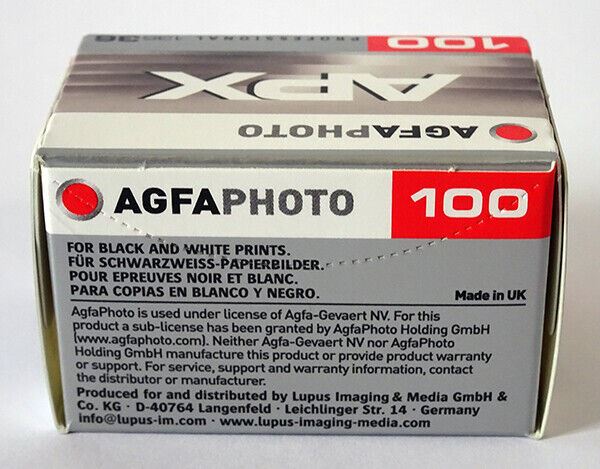 PROFESSIONAL 135/36
100
APX
AGFAPHOTO
AGFAPHOTO
100
FOR BLACK AND WHITE PRINTS.
FÜR SCHWARZWEISS-PAPIERBILDER.
POUR EPREUVES NOIR ET BLANC.
PARA COPIAS EN BLANCO Y NEGRO.
Made in UK
AgfaPhoto is used under license of Agfa-Gevaert NV. For this
product a sub-license has been granted by AgfaPhoto Holding GmbH
(www.agfaphoto.com). Neither Agfa-Gevaert NV nor AgfaPhoto
Holding GmbH manufacture this product or provide product warranty
or support. For service, support and warranty information, contact
the distributor or manufacturer.
Produced for and distributed by Lupus Imaging & Media GmbH &
Co. KG · D-40764 Langenfeld · Leichlinger Str. 14 · Germany
info@lupus-im.com · www.lupus-imaging-media.com